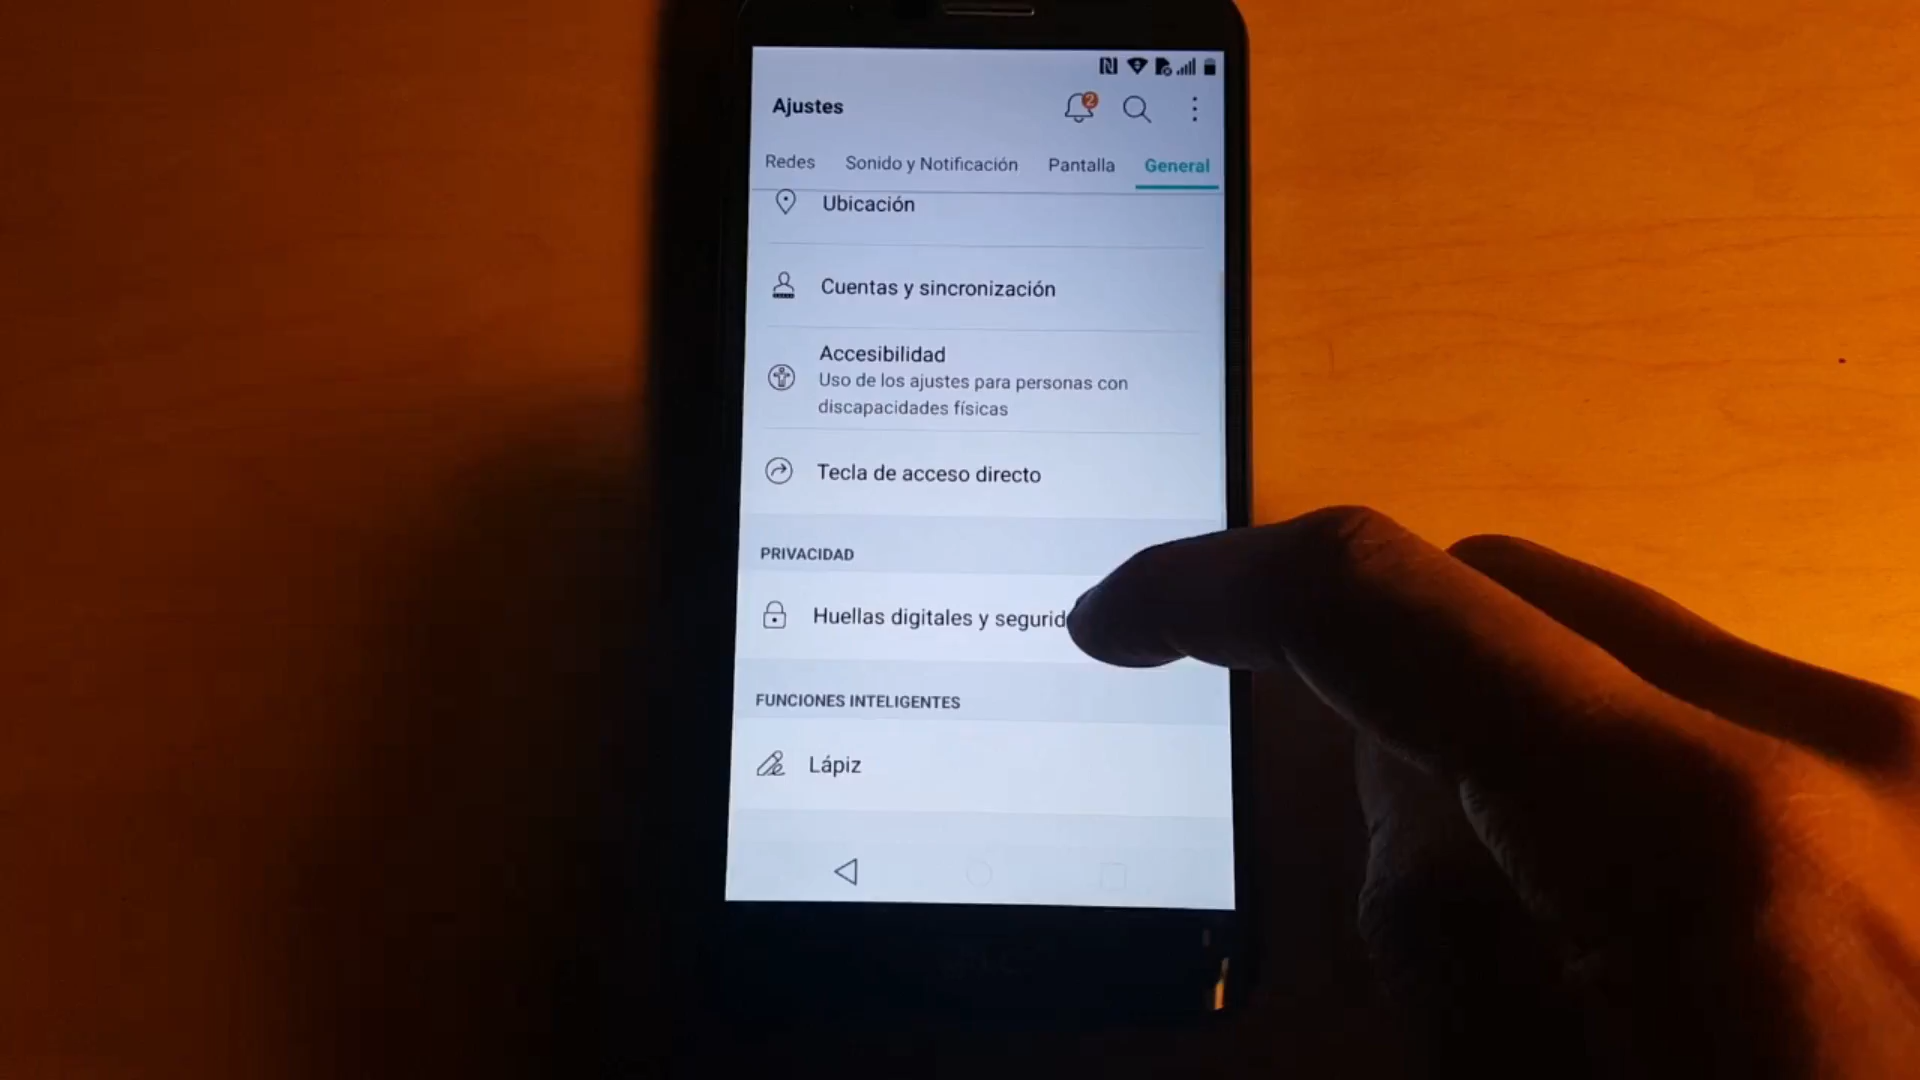 2
Ajustes
Redes Sonido y Notificación Pantalla General
Ubicación
Cuentas y sincronización
Accesibilidad
Uso de los ajustes para personas con
discapacidades físicas
Tecla de acceso directo
PRIVACIDAD
Huellas digitales y segurid
FUNCIONES INTELIGENTES
Lápiz